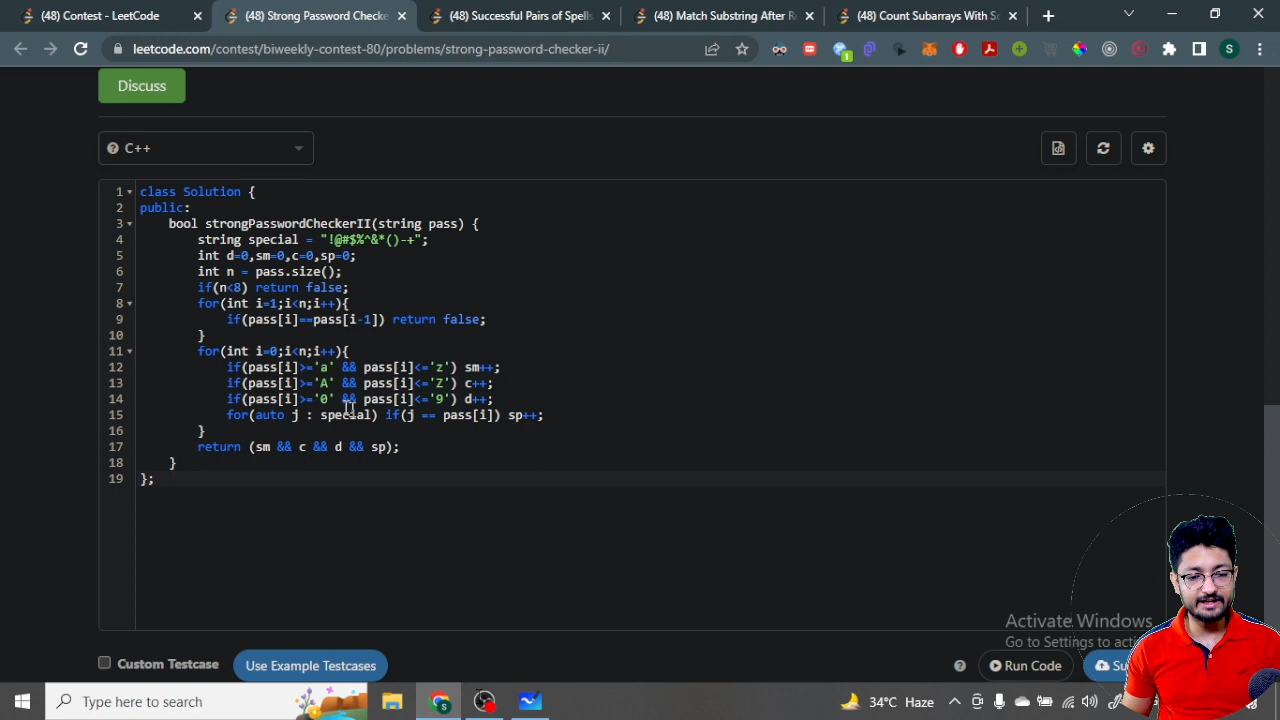 (48) Contest - LeetCode
(48) Strong Password Checke
(48) Successful Pairs of Spells
(48) Match Substring After R
(48) Count Subarrays With Sc
leetcode.com/contest/biweekly-contest-80/problems/strong-password-checker-ii/
1
S
Discuss
C++
1 class Solution {
2 public:
3 bool strongPasswordCheckerII(string pass) {
4 string special = "!@#$%^&*()-+";
5 int d=0,sm=0,c=0,sp=0;
6 int n = pass.size();
7 if(n<8) return false;
8 for(int i=1;i<n;i++){
9 if(pass[i]==pass[i-1]) return false;
10 }
11 for(int i=0;i<n;i++){
12 if(pass[i]>='a' && pass[i]<='z') sm++;
13 if(pass[i]>='A' && pass[i]<='Z') c++;
14 if(pass[i]>='0' && pass[i]<='9') d++;
15 for(auto j : special) if(j == pass[i]) sp++;
16 }
17 return (sm && c && d && sp);
18 }
19 };
Activate Windows
Go to Settings to acti
Custom Testcase
Use Example Testcases
Run Code
Su
Type here to search
34°C Haze